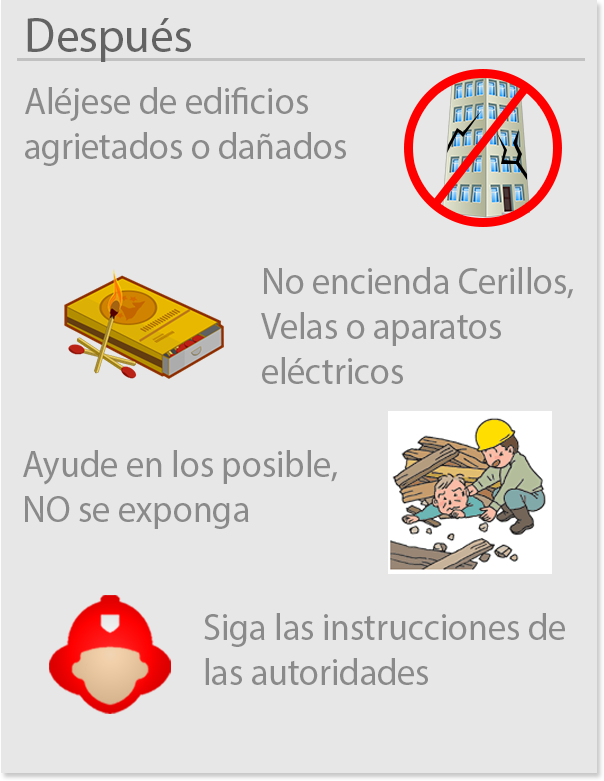 Después
Aléjese de edificios
agrietados o dañados
No encienda Cerillos,
Velas o aparatos
eléctricos
Ayude en los posible,
NO se exponga
Siga las instrucciones de
las autoridades